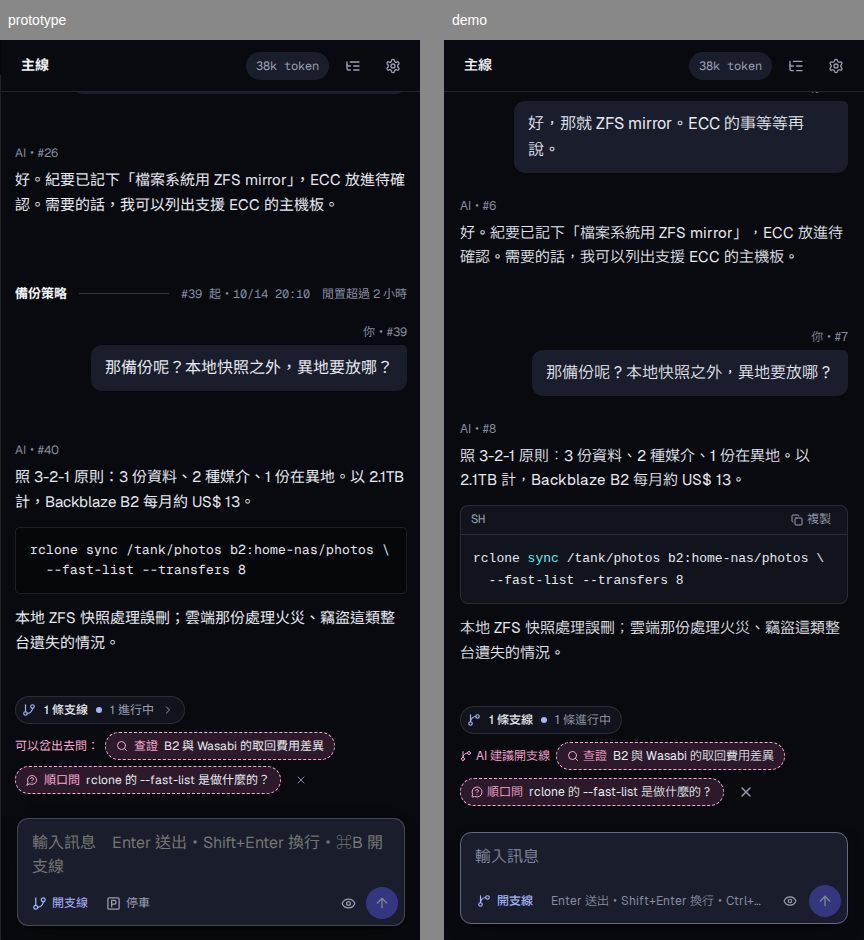 prototype
主線
38k token
AI · #26
好。紀要已記下「檔案系統用 ZFS mirror」，ECC 放進待確
認。需要的話，我可以列出支援 ECC 的主機板。
備份策略
#39 起 · 10/14 20:10 閒置超過 2 小時
你 · #39
那備份呢？本地快照之外，異地要放哪？
AI · #40
照 3-2-1 原則：3 份資料、2 種媒介、1 份在異地。以 2.1TB
計，Backblaze B2 每月約 US$ 13。
rclone sync /tank/photos b2:home-nas/photos \
--fast-list --transfers 8
本地 ZFS 快照處理誤刪；雲端那份處理火災、竊盜這類整
台遺失的情況。
1 條支線 • 1 進行中 >
可以岔出去問：
查證 B2 與 Wasabi 的取回費用差異
順口問 rclone 的 --fast-list 是做什麼的？ ×
輸入訊息 Enter 送出 · Shift+Enter 換行 · ⌘B 開
支線
開支線
停車
demo
主線
38k token
好，那就 ZFS mirror。ECC 的事等等再
說。
AI · #6
好。紀要已記下「檔案系統用 ZFS mirror」，ECC 放進待
確認。需要的話，我可以列出支援 ECC 的主機板。
你 · #7
那備份呢？本地快照之外，異地要放哪？
AI · #8
照 3-2-1 原則：3 份資料、2 種媒介、1 份在異地。以
2.1TB 計，Backblaze B2 每月約 US$ 13。
SH
複製
rclone sync /tank/photos b2:home-nas/photos \
--fast-list --transfers 8
本地 ZFS 快照處理誤刪；雲端那份處理火災、竊盜這類整
台遺失的情況。
1 條支線 • 1 條進行中
AI 建議開支線
查證 B2 與 Wasabi 的取回費用差異
順口問 rclone 的 --fast-list 是做什麼的？ ×
輸入訊息
開支線
Enter 送出 · Shift+Enter 換行 · Ctrl+…